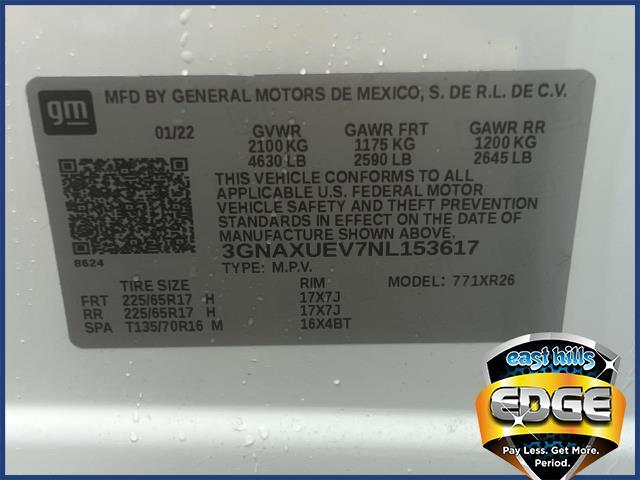 gm
MFD BY GENERAL MOTORS DE MEXICO, S. DE R.L. DE C.V.
01/22 GVWR GAWR FRT GAWR RR
2100 KG 1175 KG 1200 KG
4630 LB 2590 LB 2645 LB
THIS VEHICLE CONFORMS TO ALL
APPLICABLE U.S. FEDERAL MOTOR
VEHICLE SAFETY AND THEFT PREVENTION
STANDARDS IN EFFECT ON THE DATE OF
MANUFACTURE SHOWN ABOVE.
3GNAXUEV7NL153617
8624
TYPE: M.P.V. MODEL: 771XR26
TIRE SIZE RIM
FRT 225/65R17 H 17X7J
RR 225/65R17 H 17X7J
SPA T135/70R16 M 16X4BT
east hills
EDGE
Pay Less. Get More.
Period.